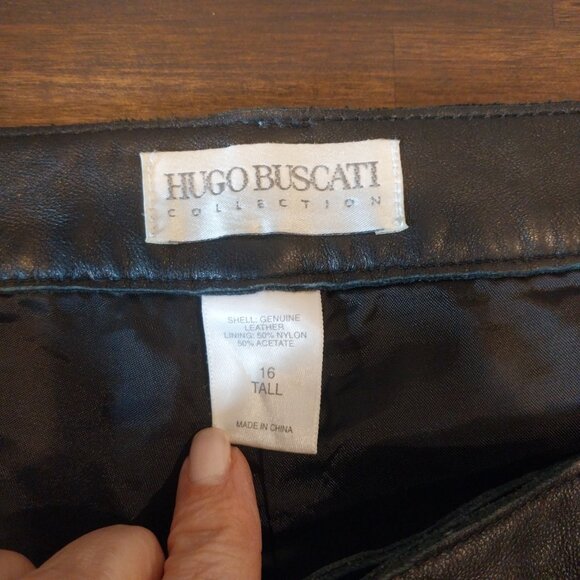 HUGO BUSCATI
COLLECTION
SHELL: GENUINE
LEATHER
LINING: 50% NYLON
50% ACETATE
16
TALL
MADE IN CHINA